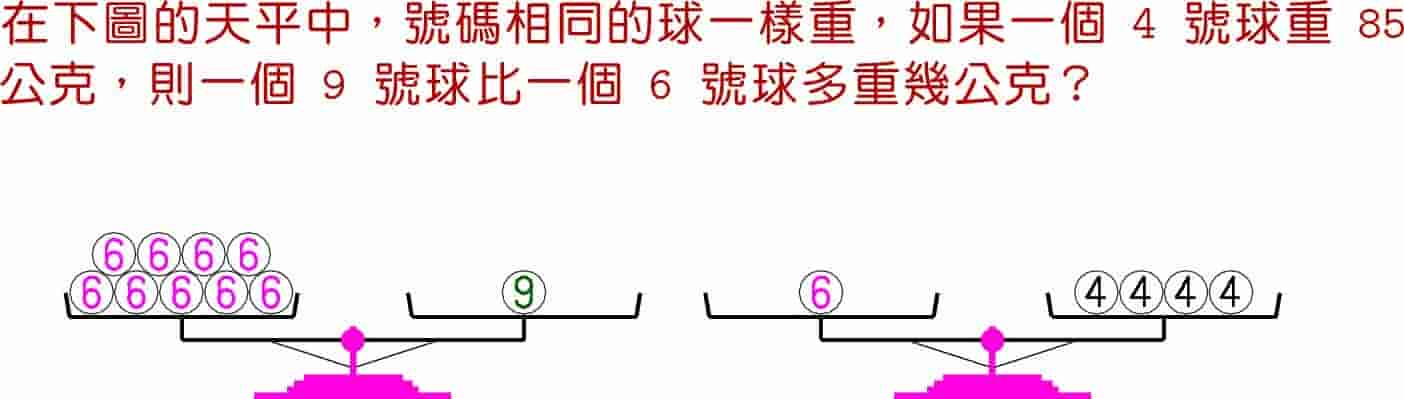 在下圖的天平中，號碼相同的球一樣重，如果一個 4 號球重 85
公克，則一個 9 號球比一個 6 號球多重幾公克？
6 6 6 6
6 6 6 6 6 9 6 4 4 4 4